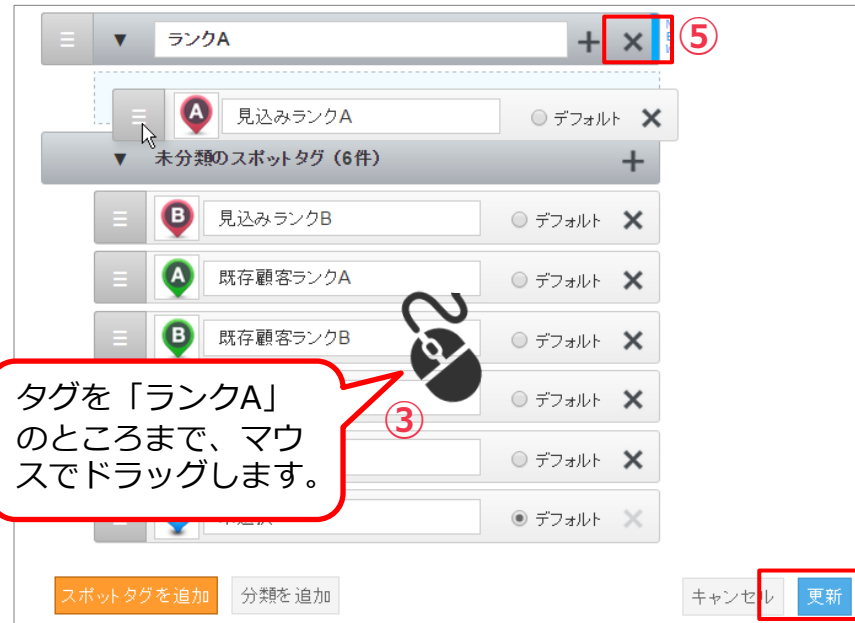 ランクA
⑤
A
見込みランクA
デフォルト
未分類のスポットタグ（6件）
B
見込みランクB
デフォルト
A
既存顧客ランクA
デフォルト
B
既存顧客ランクB
デフォルト
タグを「ランクA」
のところまで、マウ
スでドラッグします。
③
デフォルト
デフォルト
デフォルト
スポットタグを追加
分類を追加
キャンセル
更新